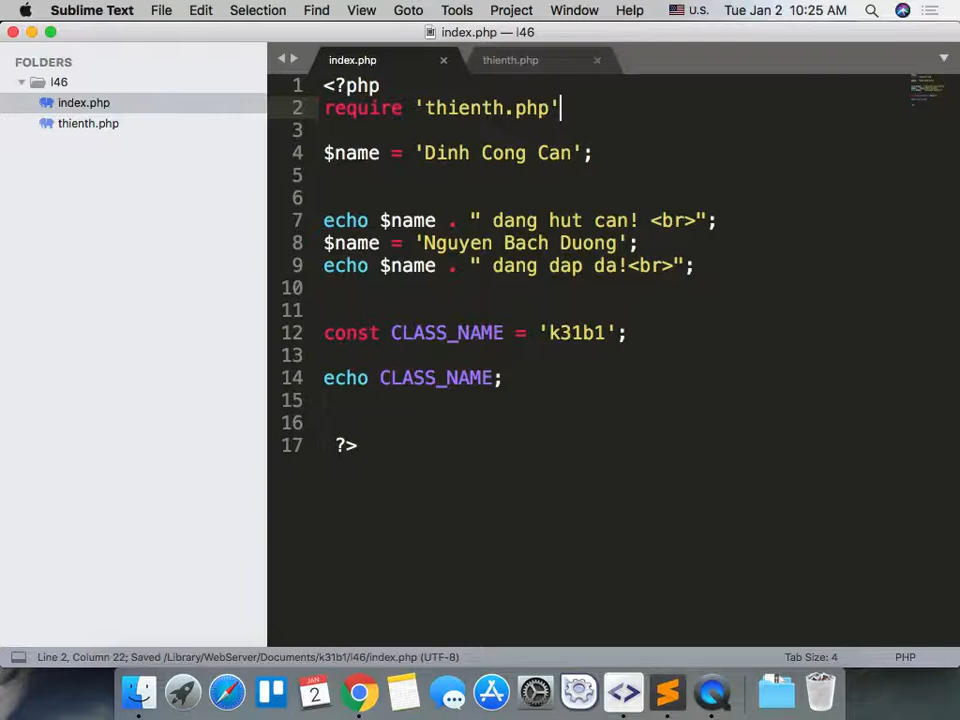 Sublime Text File Edit Selection Find View Goto Tools Project Window Help U.S. Tue Jan 2 10:25 AM
index.php — l46
FOLDERS
l46
index.php
thienth.php
index.php × thienth.php ×
1 <?php
2 require 'thienth.php'
3
4 $name = 'Dinh Cong Can';
5
6
7 echo $name . " dang hut can! <br>";
8 $name = 'Nguyen Bach Duong';
9 echo $name . " dang dap da!<br>";
10
11
12 const CLASS_NAME = 'k31b1';
13
14 echo CLASS_NAME;
15
16
17 ?>
Line 2, Column 22; Saved /Library/WebServer/Documents/k31b1/l46/index.php (UTF-8) Tab Size: 4 PHP
JAN
2